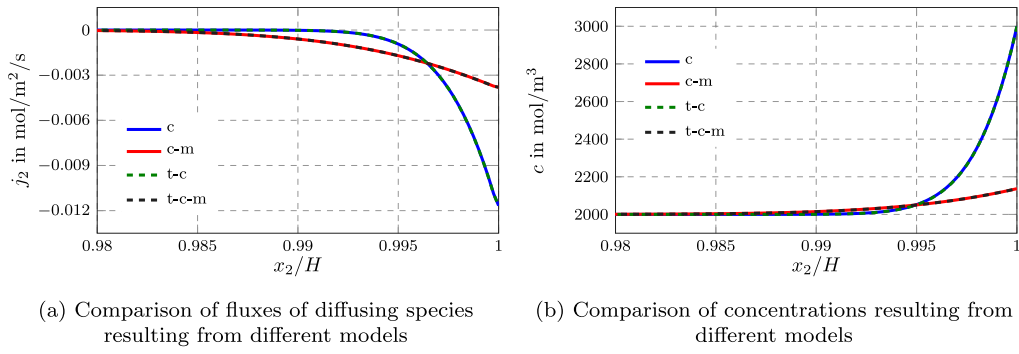 0
−0.003
−0.006
−0.009
−0.012
j₂ in mol/m²/s
c
c-m
t-c
t-c-m
0.98 0.985 0.99 0.995 1
x₂/H
(a) Comparison of fluxes of diffusing species
resulting from different models
3000
2800
2600
2400
2200
2000
c in mol/m³
c
c-m
t-c
t-c-m
0.98 0.985 0.99 0.995 1
x₂/H
(b) Comparison of concentrations resulting from
different models